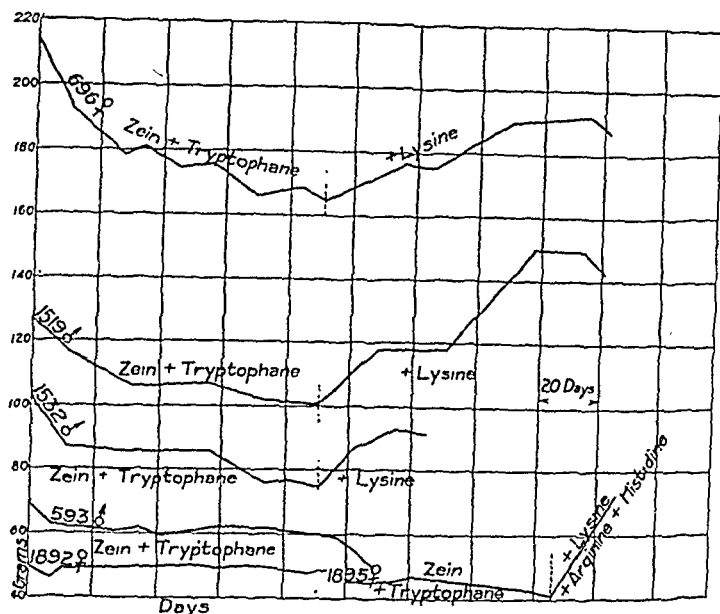 220
200
180
160
140
120
100
80
60
40
Grams
696♀
Zein + Tryptophane
+ Lysine
1519♂
Zein + Tryptophane
+ Lysine
20 Days
1532♂
Zein + Tryptophane
+ Lysine
593♂
Zein + Tryptophane
1892♀
1895♀
Zein
+ Tryptophane
+ Lysine
+ Arginine + Histidine
Days